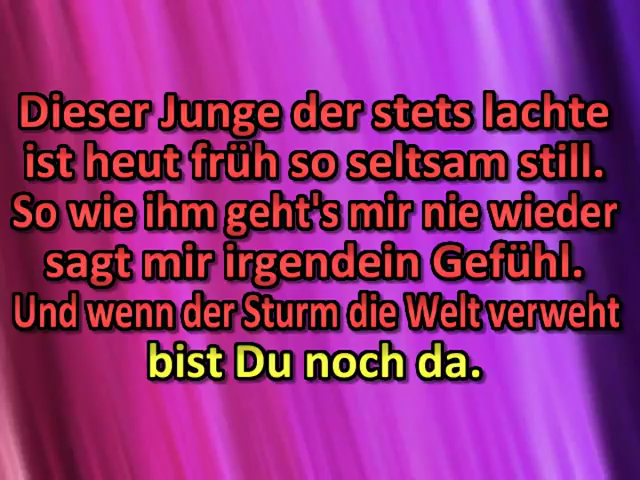 Dieser Junge der stets lachte
ist heut früh so seltsam still.
So wie ihm geht's mir nie wieder
sagt mir irgendein Gefühl.
Und wenn der Sturm die Welt verweht
bist Du noch da.